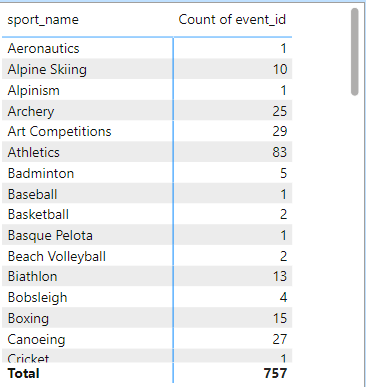 sport_name Count of event_id
Aeronautics 1
Alpine Skiing 10
Alpinism 1
Archery 25
Art Competitions 29
Athletics 83
Badminton 5
Baseball 1
Basketball 2
Basque Pelota 1
Beach Volleyball 2
Biathlon 13
Bobsleigh 4
Boxing 15
Canoeing 27
Cricket 1
Total 757